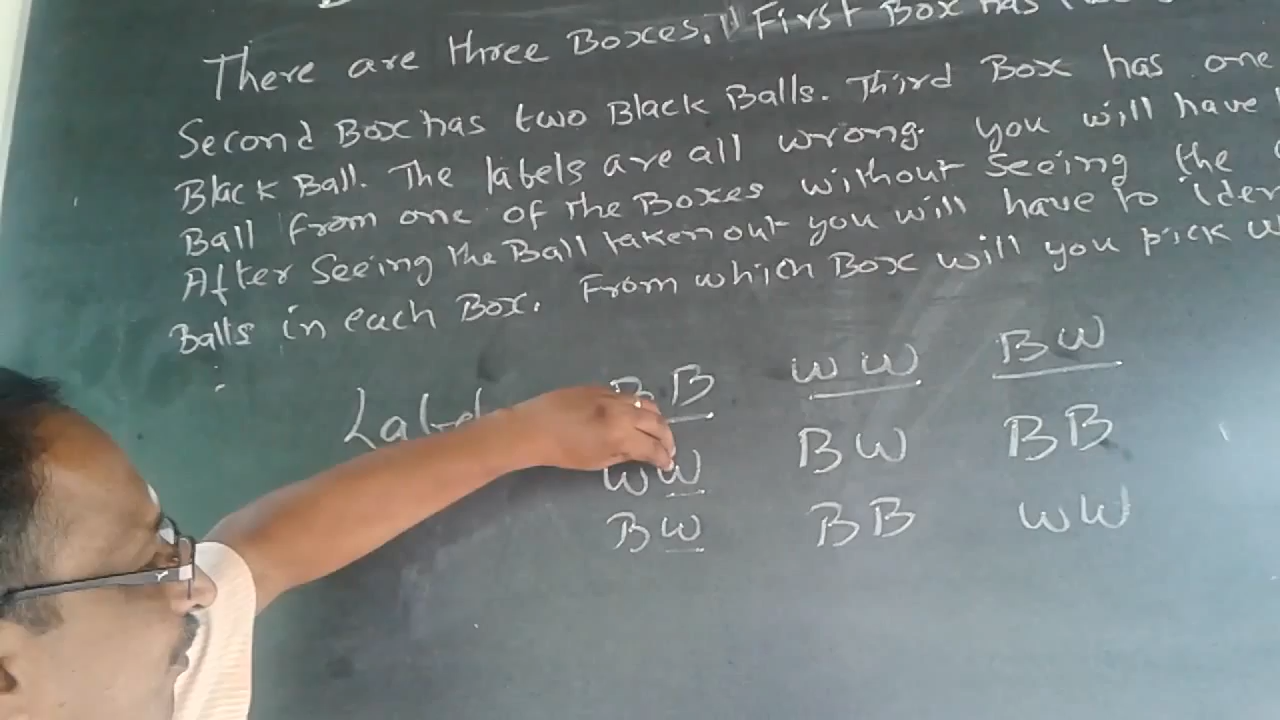 There are three Boxes. First Box has
Second Box has two Black Balls. Third Box has one
Black Ball. The labels are all wrong. you will have
Ball from one of the Boxes without seeing the
After seeing the Ball taken out you will have to
Balls in each Box. From which Box will you pick
Label BB WW BW
WW BW BB
BW BB WW